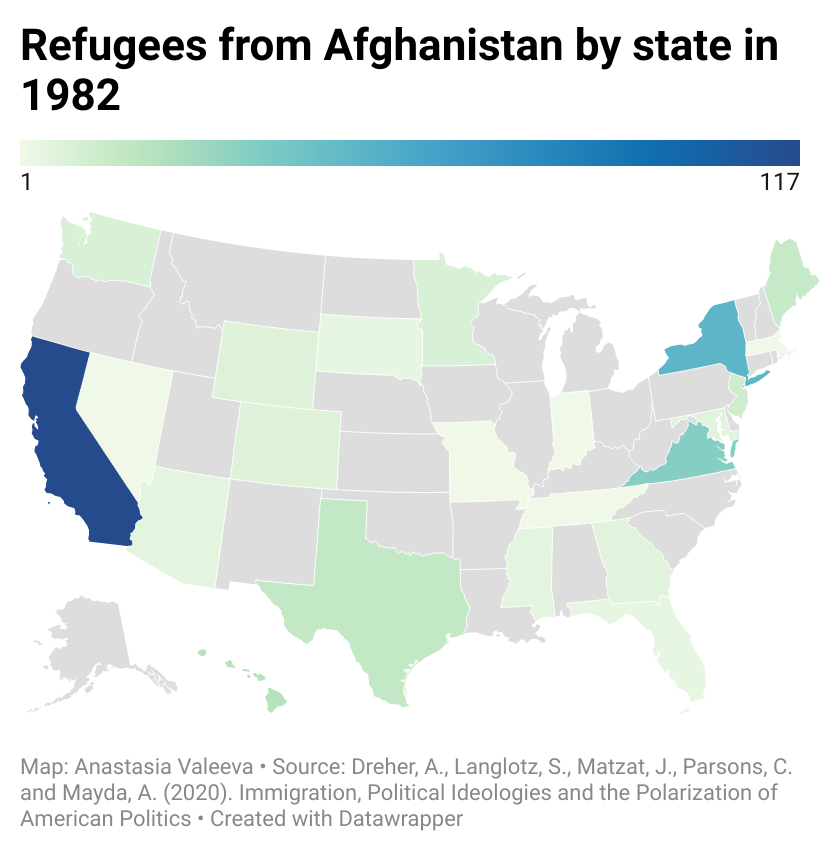 Refugees from Afghanistan by state in
1982
1 117
Map: Anastasia Valeeva • Source: Dreher, A., Langlotz, S., Matzat, J., Parsons, C.
and Mayda, A. (2020). Immigration, Political Ideologies and the Polarization of
American Politics • Created with Datawrapper